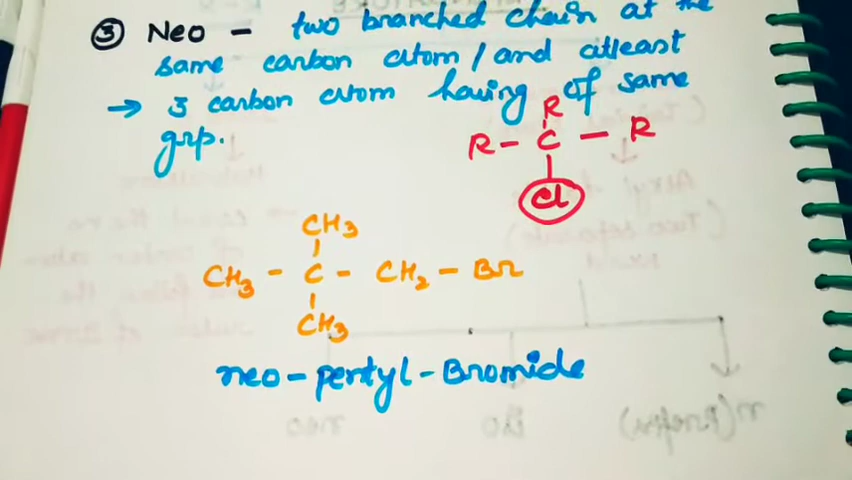 ③ Neo - two branched chain at the
same carbon atom / and atleast
→ 3 carbon atom having of same
grp.
R
R - C - R
Cl
CH3
CH3 - C - CH2 - Br
CH3
neo-pentyl-Bromide